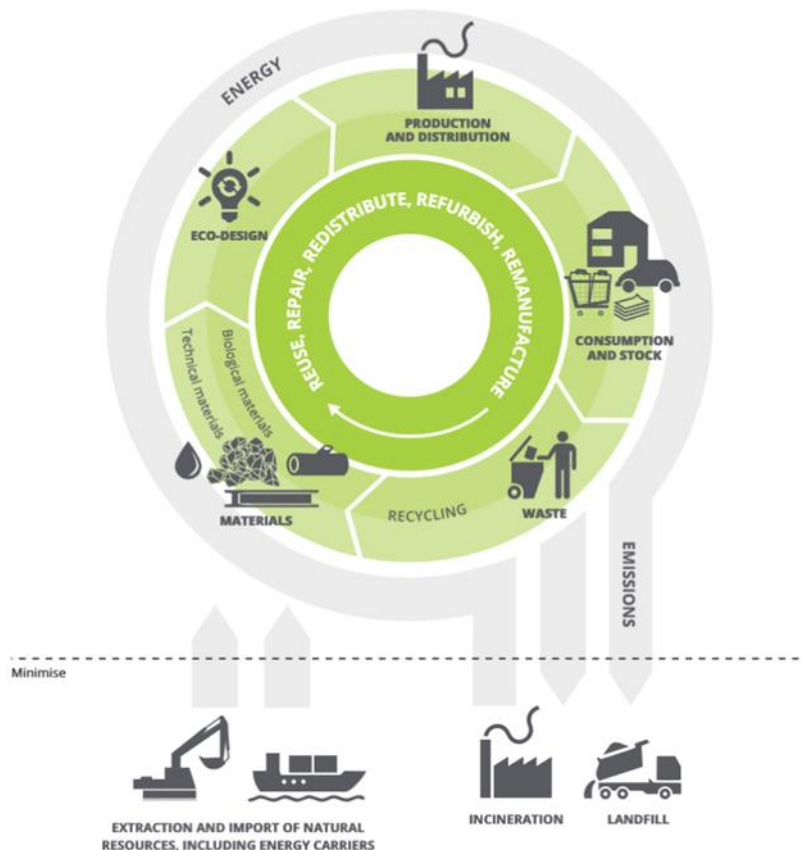 ENERGY
PRODUCTION
AND DISTRIBUTION
ECO-DESIGN
REUSE, REPAIR, REDISTRIBUTE, REFURBISH, REMANUFACTURE
CONSUMPTION
AND STOCK
Technical materials
Biological materials
MATERIALS
RECYCLING
WASTE
EMISSIONS
Minimise
EXTRACTION AND IMPORT OF NATURAL
RESOURCES, INCLUDING ENERGY CARRIERS
INCINERATION
LANDFILL